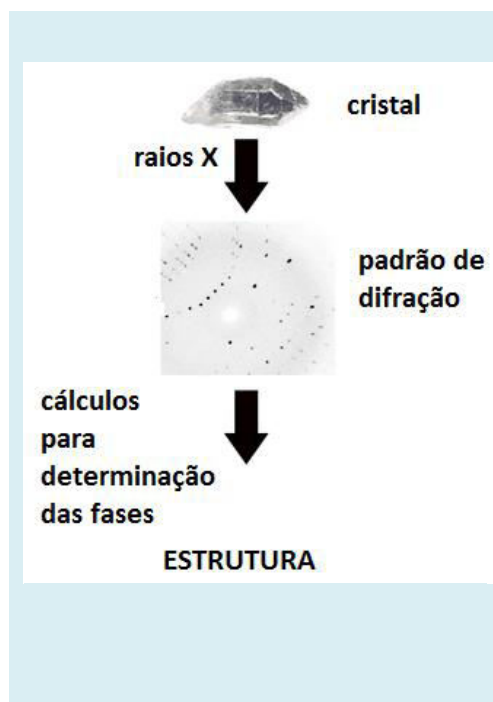 cristal
raios X
padrão de
difração
cálculos
para
determinação
das fases
ESTRUTURA